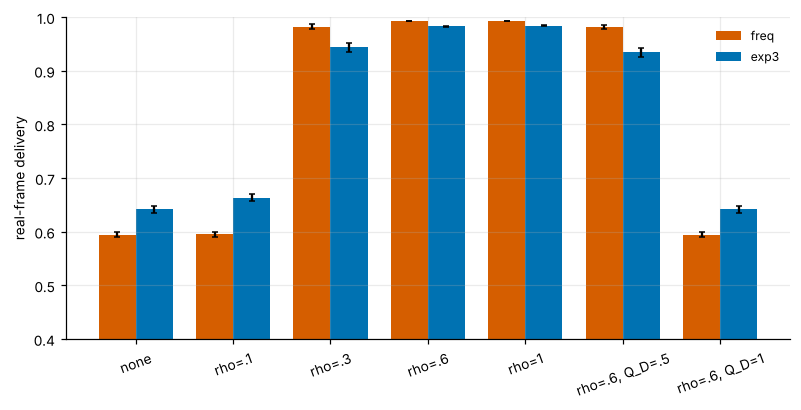 1.0
0.9
0.8
0.7
0.6
0.5
0.4
real-frame delivery
freq
exp3
none
rho=.1
rho=.3
rho=.6
rho=1
rho=.6, Q_D=.5
rho=.6, Q_D=1